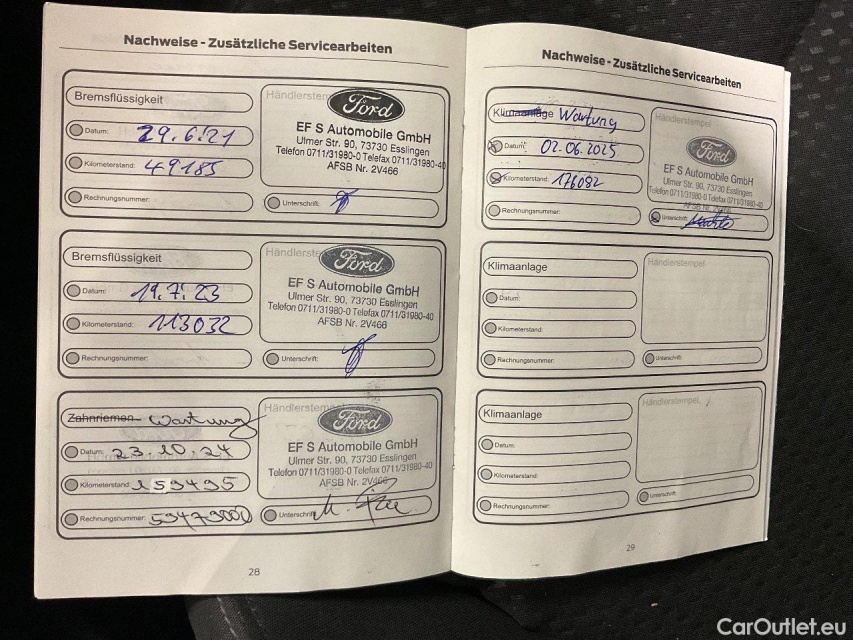 Nachweise - Zusätzliche Servicearbeiten
Bremsflüssigkeit
Datum: 29.6.21
Kilometerstand: 49185
Rechnungsnummer:
Händlerstem
Ford
EF S Automobile GmbH
Ulmer Str. 90, 73730 Esslingen
Telefon 0711/31980-0 Telefax 0711/31980-40
AFSB Nr. 2V466
Unterschrift:
Bremsflüssigkeit
Datum: 19.7.23
Kilometerstand: 113032
Rechnungsnummer:
Händlerste
Ford
EF S Automobile GmbH
Ulmer Str. 90, 73730 Esslingen
Telefon 0711/31980-0 Telefax 0711/31980-40
AFSB Nr. 2V466
Unterschrift:
Zahnriemen Wartung
Datum: 23.10.24
Kilometerstand: 159495
Rechnungsnummer:
Händlerstempe
Ford
EF S Automobile GmbH
Ulmer Str. 90, 73730 Esslingen
Telefon 0711/31980-0 Telefax 0711/31980-40
AFSB Nr. 2V466
Unterschrift:
28
Nachweise - Zusätzliche Servicearbeiten
Klimaanlage Wartung
Datum: 02.06.2025
Kilometerstand: 176092
Rechnungsnummer:
Händlerstempel
Ford
EF S Automobile GmbH
Ulmer Str. 90, 73730 Esslingen
Telefon 0711/31980-0 Telefax 0711/31980-40
AFSB Nr. 2V466
Unterschrift:
Klimaanlage
Datum:
Kilometerstand:
Rechnungsnummer:
Händlerstempel
Unterschrift:
Klimaanlage
Datum:
Kilometerstand:
Rechnungsnummer:
Händlerstempel
Unterschrift:
29
CarOutlet.eu